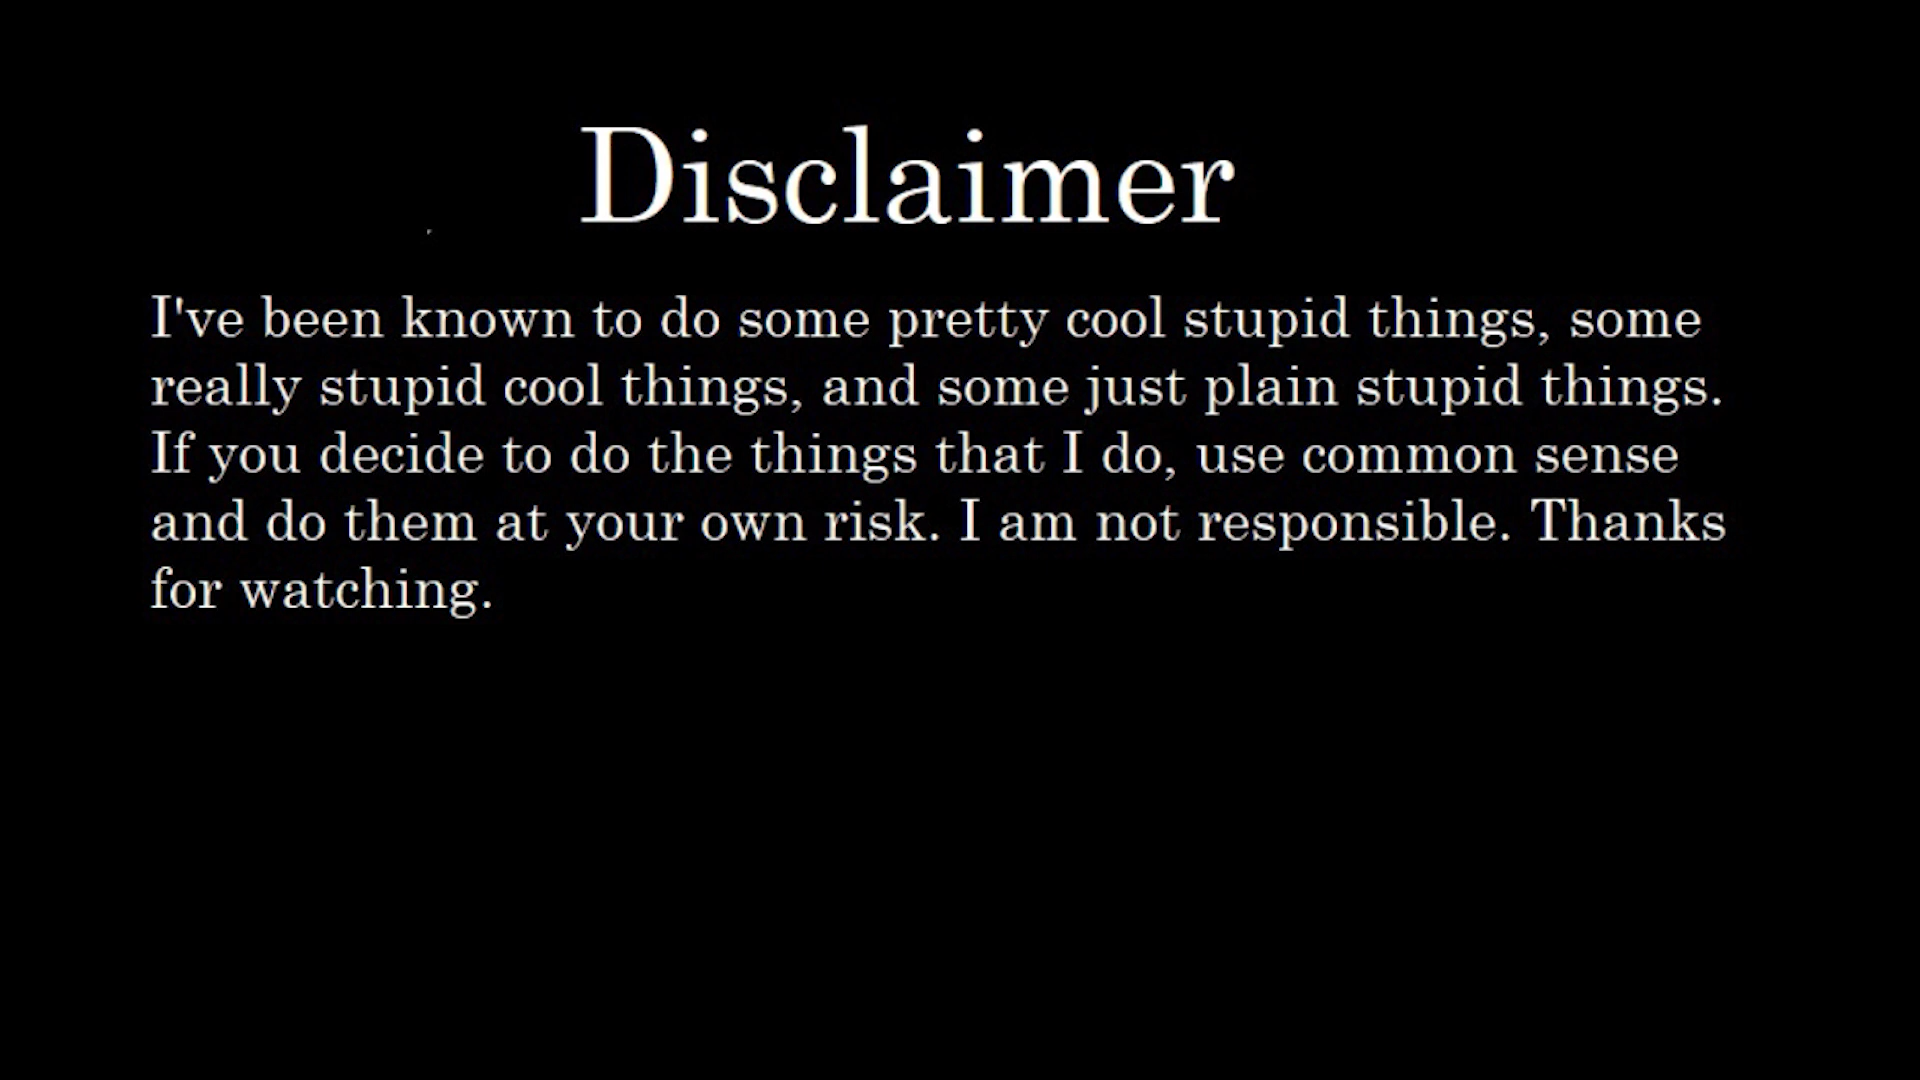 Disclaimer
I've been known to do some pretty cool stupid things, some
really stupid cool things, and some just plain stupid things.
If you decide to do the things that I do, use common sense
and do them at your own risk. I am not responsible. Thanks
for watching.